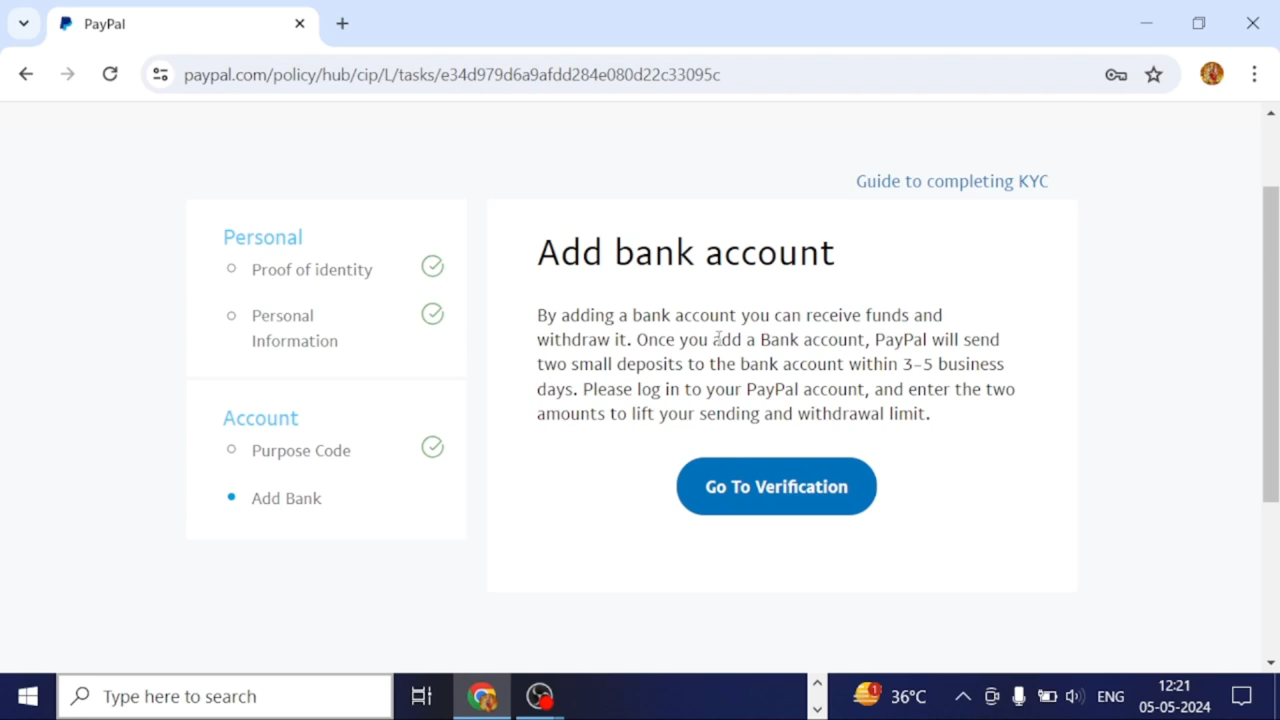 PayPal
paypal.com/policy/hub/cip/L/tasks/e34d979d6a9afdd284e080d22c33095c
Guide to completing KYC
Personal
Proof of identity
Personal
Information
Account
Purpose Code
Add Bank
Add bank account
By adding a bank account you can receive funds and
withdraw it. Once you add a Bank account, PayPal will send
two small deposits to the bank account within 3-5 business
days. Please log in to your PayPal account, and enter the two
amounts to lift your sending and withdrawal limit.
Go To Verification
Type here to search
1
36°C
ENG
12:21
05-05-2024